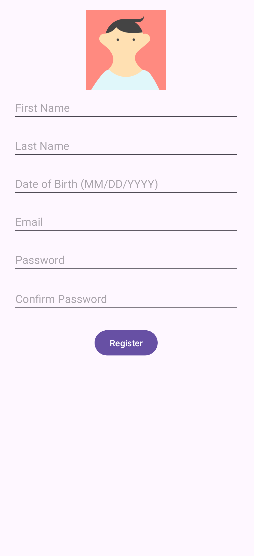 First Name
Last Name
Date of Birth (MM/DD/YYYY)
Email
Password
Confirm Password
Register